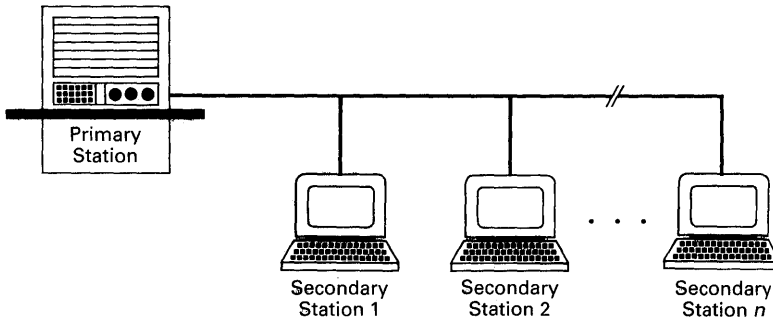 Primary
Station
Secondary
Station 1
Secondary
Station 2
Secondary
Station n